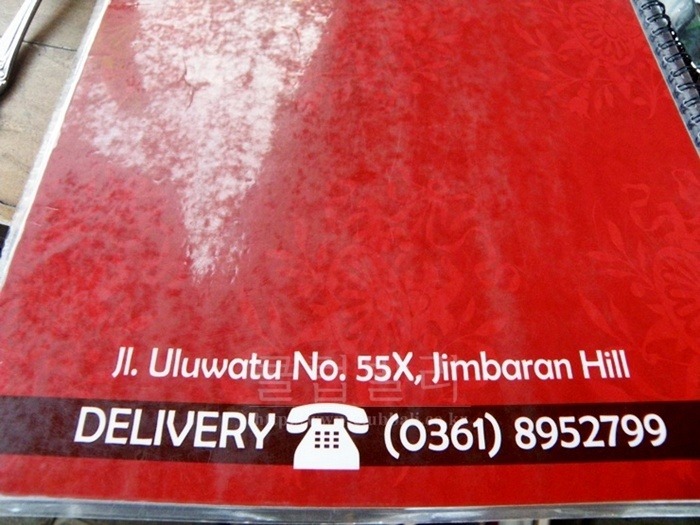 Jl. Uluwatu No. 55X, Jimbaran Hill
DELIVERY (0361) 8952799